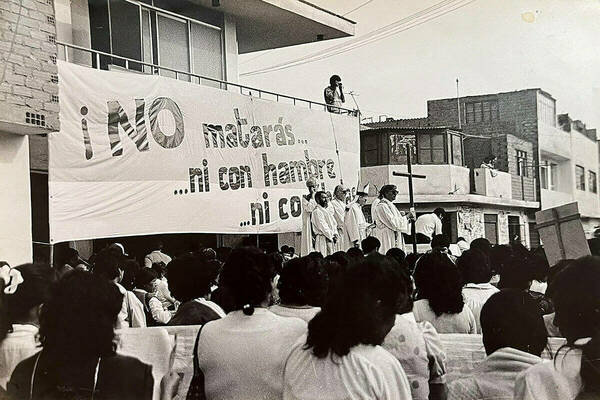 ¡NO matarás...
...ni con hambre
...ni co